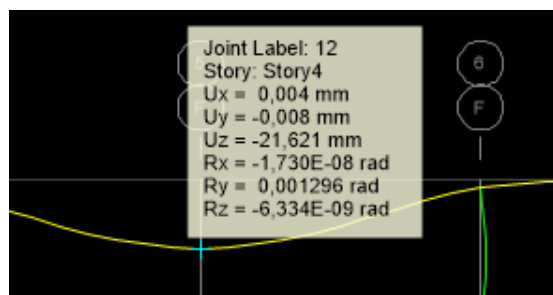 Joint Label: 12
Story: Story4
Ux = 0,004 mm
Uy = -0,008 mm
Uz = -21,621 mm
Rx = -1,730E-08 rad
Ry = 0,001296 rad
Rz = -6,334E-09 rad
6
F